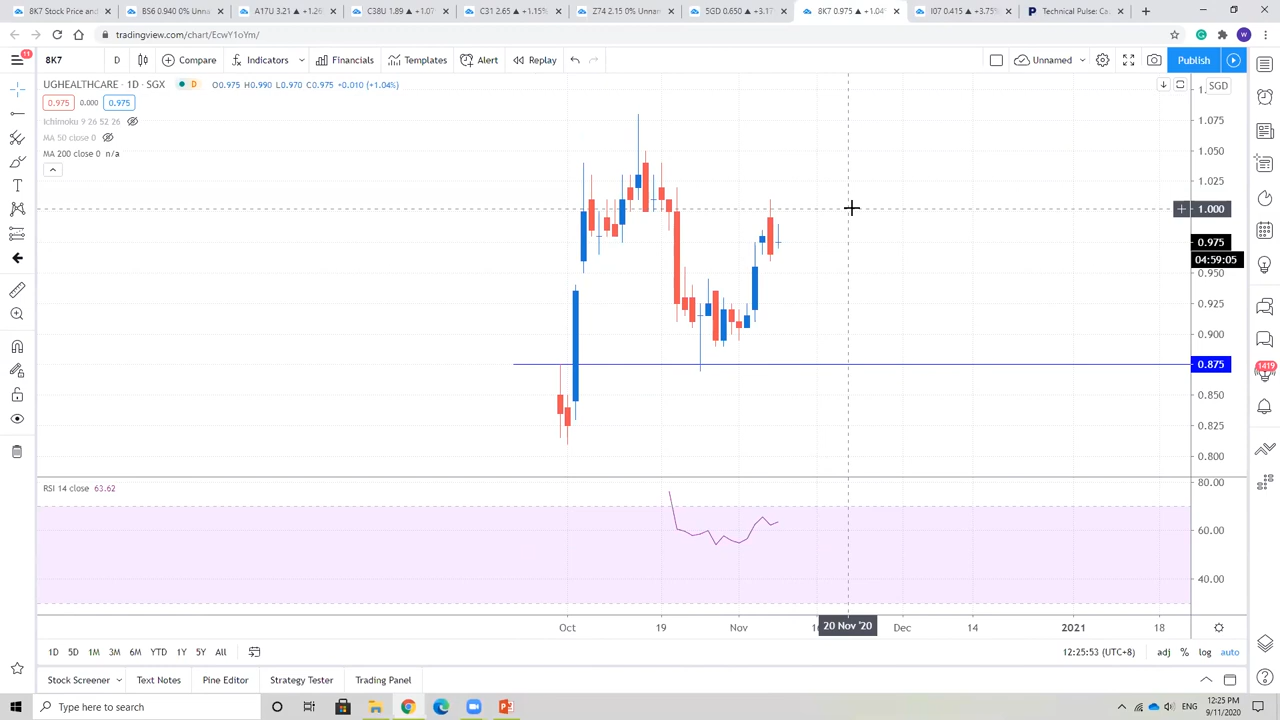 8K7 Stock Price and
BS6 0.940 0% Unna
A17U 3.21 ▲ +1.26
C38U 1.89 ▲ +1.07
C31 2.65 ▲ +1.15%
Z74 2.15 0% Unnam
5GD 0.650 ▲ +3.17
8K7 0.975 ▲ +1.04
I07 0.415 ▲ +3.75%
Technical Pulse: Ca
tradingview.com/chart/EcwY1oYm/
11
8K7 D Compare Indicators Financials Templates Alert Replay Unnamed Publish
UGHEALTHCARE · 1D · SGX D O0.975 H0.990 L0.970 C0.975 +0.010 (+1.04%)
SGD
0.975 0.000 0.975
Ichimoku 9 26 52 26
MA 50 close 0
MA 200 close 0 n/a
1.075
1.050
1.025
1.000
0.975
04:59:05
0.950
0.925
0.900
0.875
0.850
0.825
0.800
1419
RSI 14 close 63.62
80.00
60.00
40.00
Oct 19 Nov 20 Nov '20 Dec 14 2021 18
1D 5D 1M 3M 6M YTD 1Y 5Y All
12:25:53 (UTC+8) adj % log auto
Stock Screener Text Notes Pine Editor Strategy Tester Trading Panel
Type here to search
ENG
12:25 PM
9/11/2020